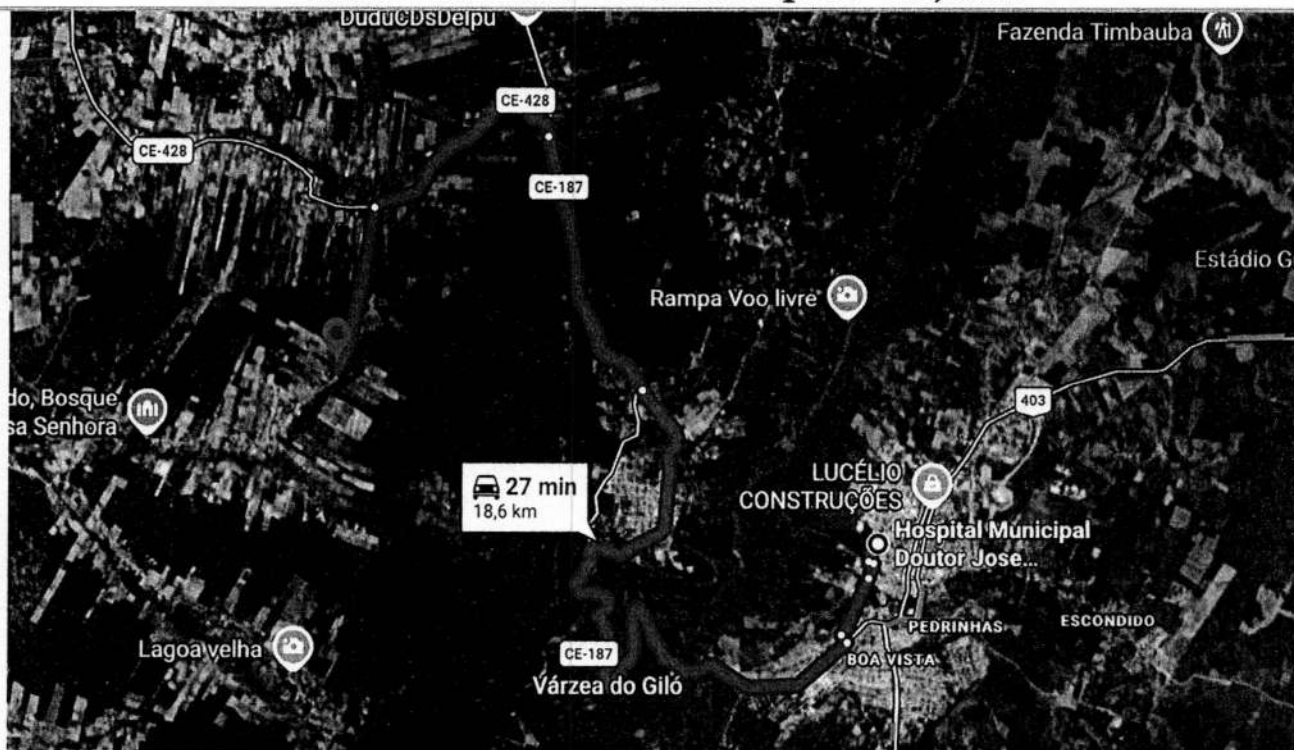 DuduCDsDeIpu
Fazenda Timbauba
CE-428
CE-428
CE-187
Estádio G
Rampa Voo livre
do, Bosque
sa Senhora
403
27 min
18,6 km
LUCÉLIO
CONSTRUÇÕES
Hospital Municipal
Doutor Jose...
PEDRINHAS
ESCONDIDO
Lagoa velha
CE-187
BOA VISTA
Várzea do Giló